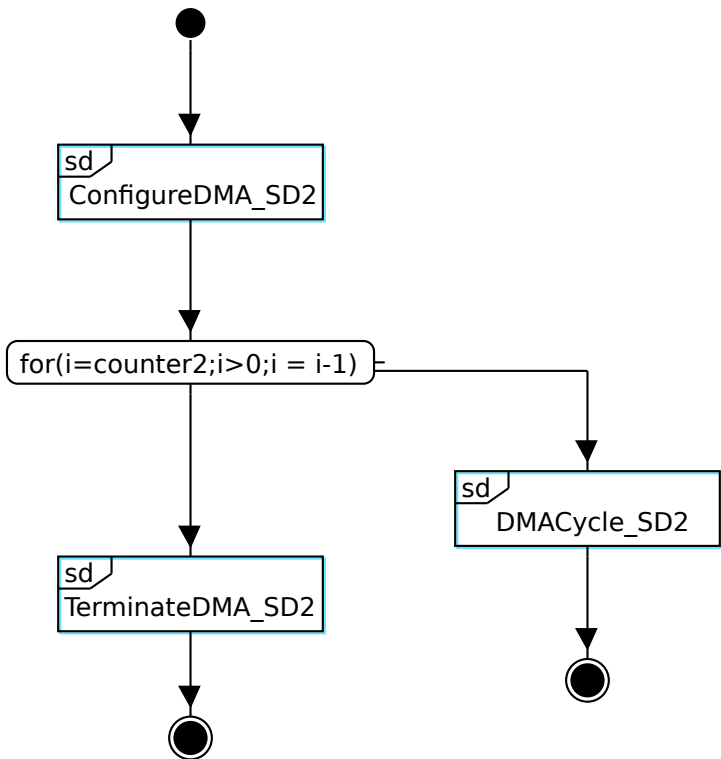 sd
ConfigureDMA_SD2
for(i=counter2;i>0;i = i-1)
sd
DMACycle_SD2
sd
TerminateDMA_SD2